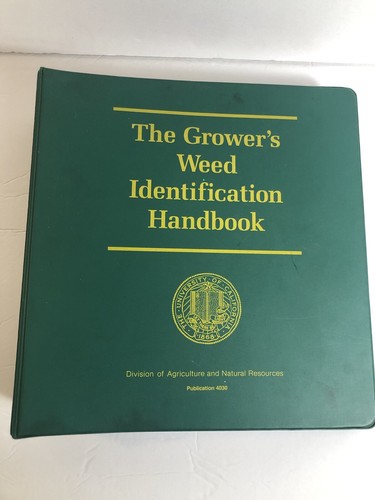 The Grower's
Weed
Identification
Handbook
THE · UNIVERSITY · OF · CALIFORNIA ·
1868
Division of Agriculture and Natural Resources
Publication 4030